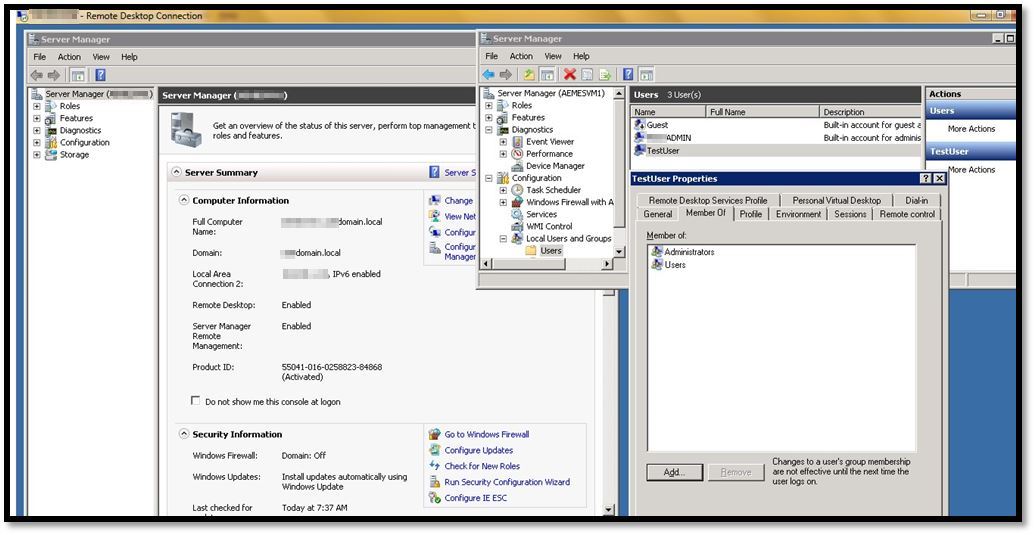 - Remote Desktop Connection
Server Manager
File Action View Help
Server Manager (
Roles
Features
Diagnostics
Configuration
Storage
Server Manager ( )
Get an overview of the status of this server, perform top management t
roles and features.
Server Summary
Server S
Computer Information
Full Computer Name: domain.local
Domain: domain.local
Local Area Connection 2: , IPv6 enabled
Remote Desktop: Enabled
Server Manager Remote Management: Enabled
Product ID: 55041-016-0258823-84868 (Activated)
Do not show me this console at logon
Change
View Net
Configur
Configur
Manager
Security Information
Windows Firewall: Domain: Off
Windows Updates: Install updates automatically using Windows Update
Last checked for Today at 7:37 AM
Go to Windows Firewall
Configure Updates
Check for New Roles
Run Security Configuration Wizard
Configure IE ESC
Server Manager
File Action View Help
Server Manager (AEMESVM1)
Roles
Features
Diagnostics
Event Viewer
Performance
Device Manager
Configuration
Task Scheduler
Windows Firewall with A
Services
WMI Control
Local Users and Groups
Users
Users 3 User(s)
Name Full Name Description
Guest Built-in account for guest a
ADMIN Built-in account for adminis
TestUser
Actions
Users
More Actions
TestUser
More Actions
TestUser Properties
Remote Desktop Services Profile Personal Virtual Desktop Dial-in
General Member Of Profile Environment Sessions Remote control
Member of:
Administrators
Users
Add... Remove
Changes to a user's group membership
are not effective until the next time the
user logs on.